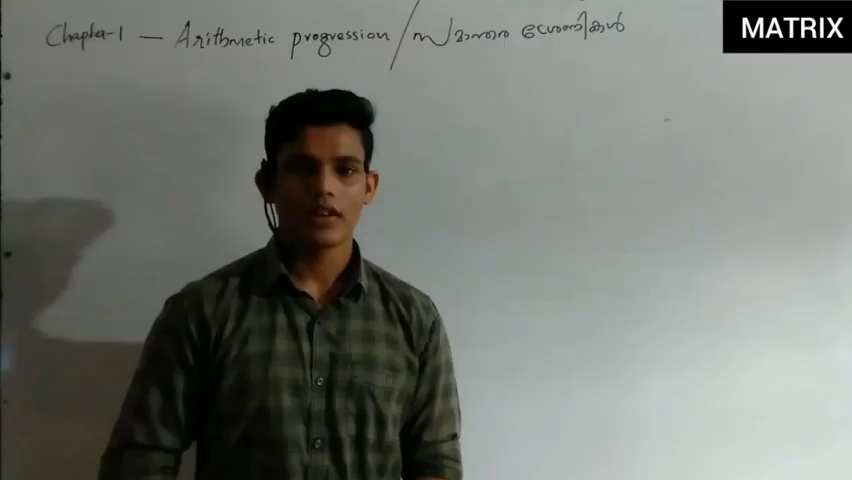 Chapter-1 — Arithmetic progression / സമാന്തര ശ്രേണികൾ
MATRIX